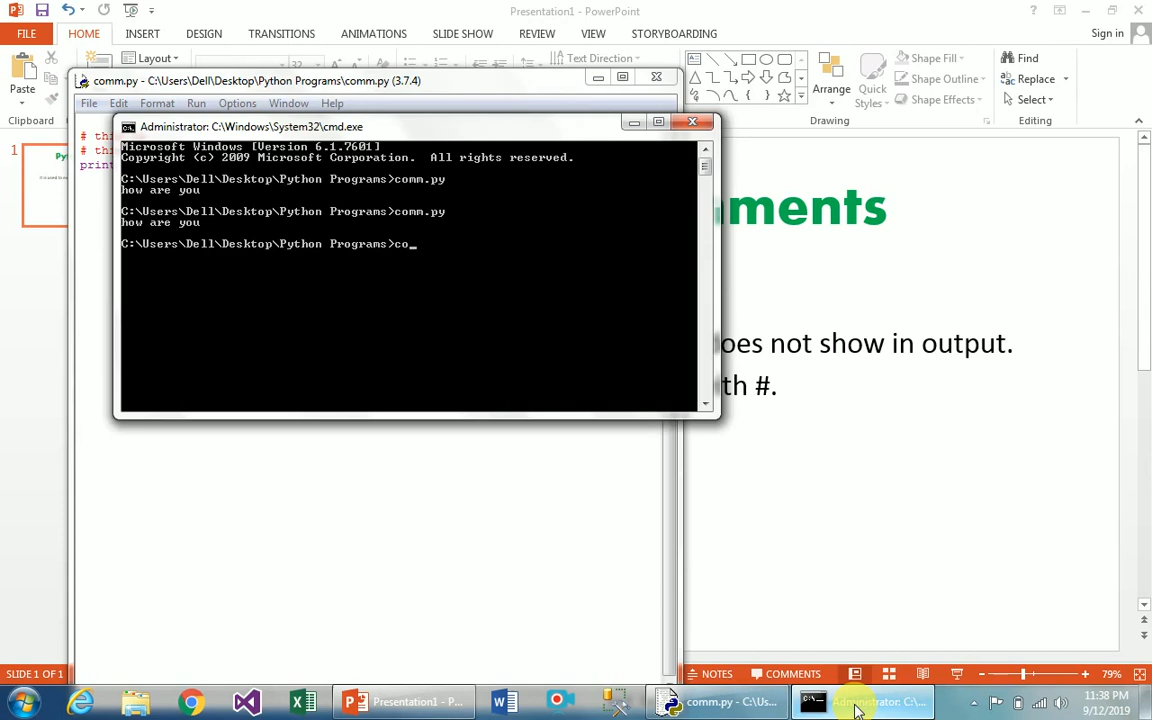 Presentation1 - PowerPoint
FILE HOME INSERT DESIGN TRANSITIONS ANIMATIONS SLIDE SHOW REVIEW VIEW STORYBOARDING Sign in
Paste
Clipboard
Layout
Text Direction
Arrange
Quick Styles
Shape Fill
Shape Outline
Shape Effects
Drawing
Find
Replace
Select
comm.py - C:\Users\Dell\Desktop\Python Programs\comm.py (3.7.4)
File Edit Format Run Options Window Help
# th
# th
print
1
Administrator: C:\Windows\System32\cmd.exe
Microsoft Windows [Version 6.1.7601]
Copyright (c) 2009 Microsoft Corporation. All rights reserved.
C:\Users\Dell\Desktop\Python Programs>comm.py
how are you
C:\Users\Dell\Desktop\Python Programs>comm.py
how are you
C:\Users\Dell\Desktop\Python Programs>co_
mments
oes not show in output.
th #.
SLIDE 1 OF 1
NOTES COMMENTS 79%
Presentation1 - P...
comm.py - C:\Us...
Administrator: C:\...
11:38 PM
9/12/2019